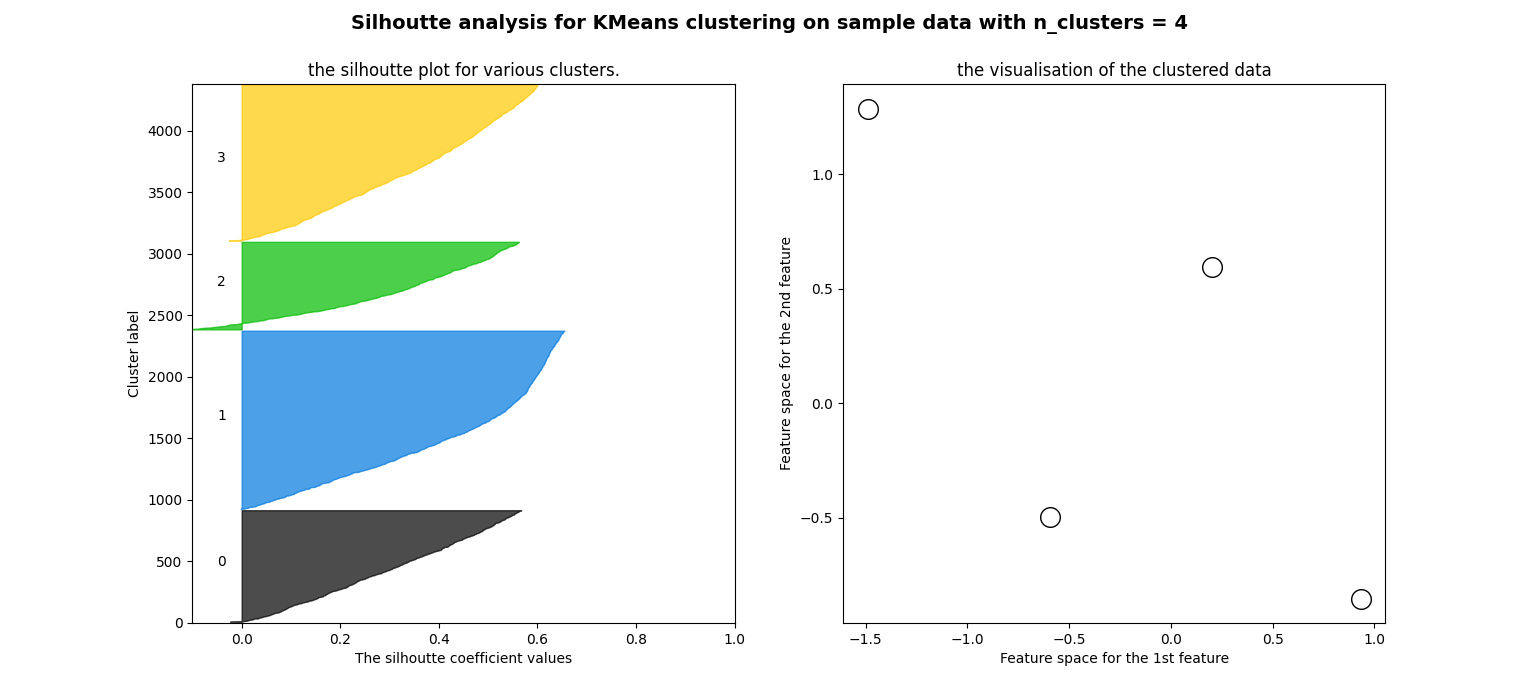 Silhoutte analysis for KMeans clustering on sample data with n_clusters = 4
the silhoutte plot for various clusters.
Cluster label
4000
3500
3000
2500
2000
1500
1000
500
0
3
2
1
0
0.0 0.2 0.4 0.6 0.8 1.0
The silhoutte coefficient values
the visualisation of the clustered data
Feature space for the 2nd feature
1.0
0.5
0.0
−0.5
−1.5 −1.0 −0.5 0.0 0.5 1.0
Feature space for the 1st feature